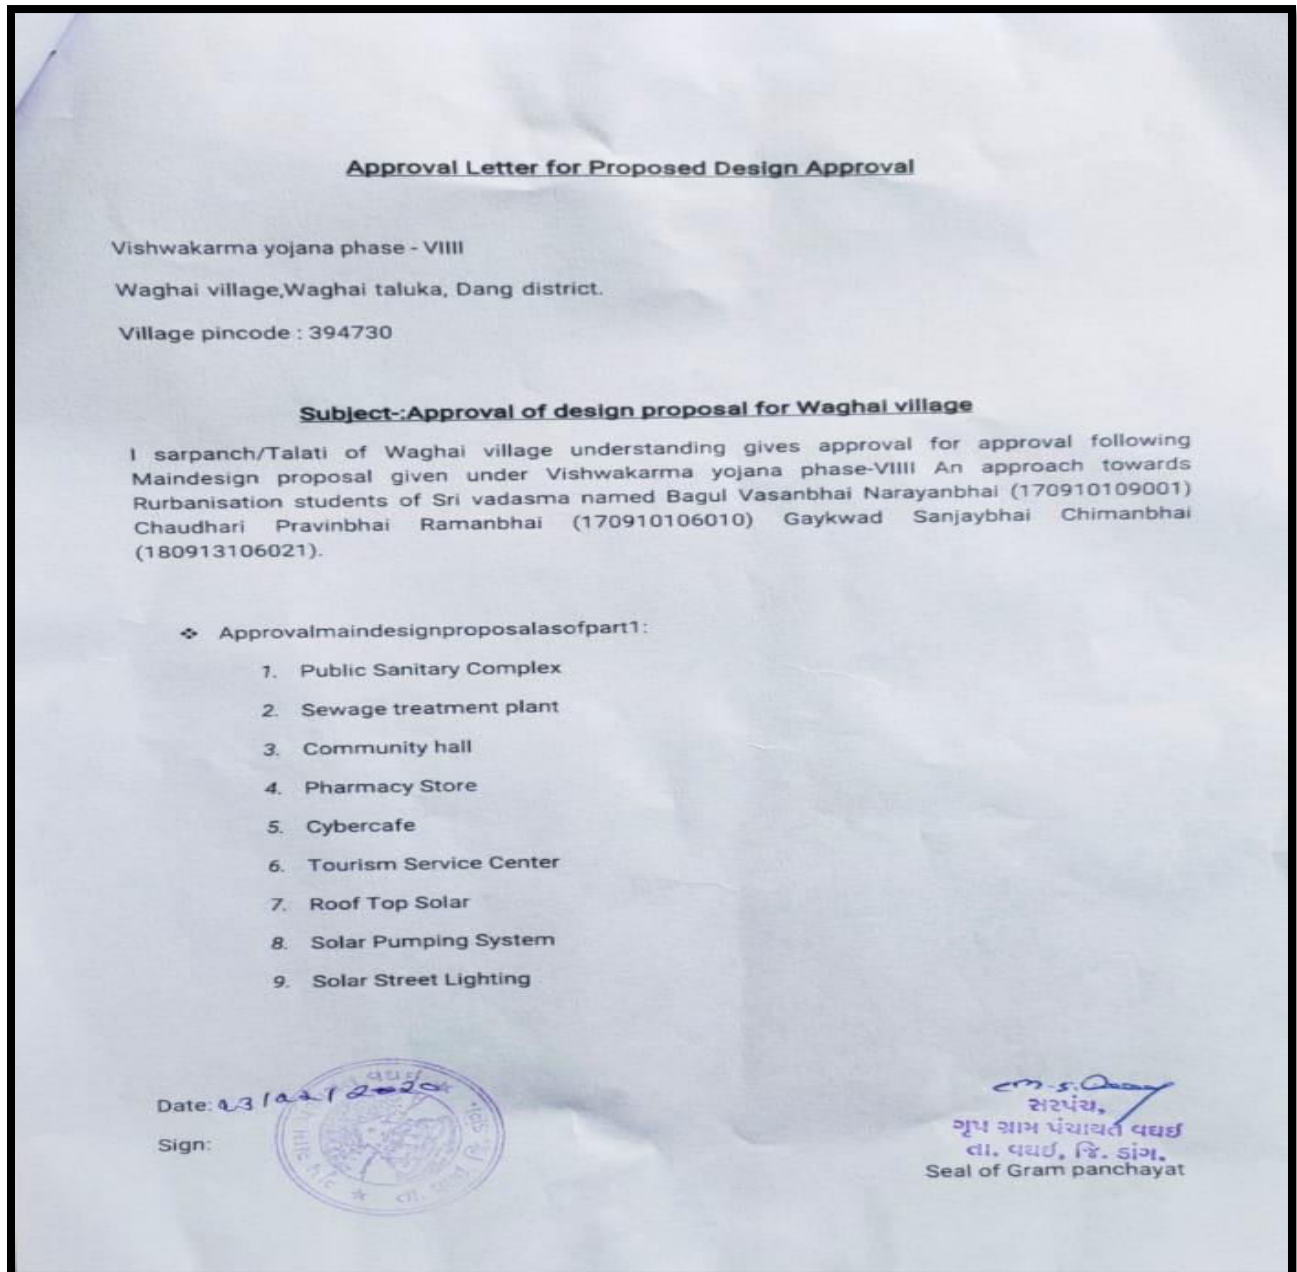 Approval Letter for Proposed Design Approval
Vishwakarma yojana phase - VIIII
Waghai village,Waghai taluka, Dang district.
Village pincode : 394730
Subject-:Approval of design proposal for Waghai village
I sarpanch/Talati of Waghai village understanding gives approval for approval following
Maindesign proposal given under Vishwakarma yojana phase-VIIII An approach towards
Rurbanisation students of Sri vadasma named Bagul Vasanbhai Narayanbhai (170910109001)
Chaudhari Pravinbhai Ramanbhai (170910106010) Gaykwad Sanjaybhai Chimanbhai
(180913106021).
❖ Approvalmaindesignproposalasofpart1:
1. Public Sanitary Complex
2. Sewage treatment plant
3. Community hall
4. Pharmacy Store
5. Cybercafe
6. Tourism Service Center
7. Roof Top Solar
8. Solar Pumping System
9. Solar Street Lighting
Date: 2020
Sign:
વઘઈ
સરપંચ,
ગૃપ ગ્રામ પંચાયત વઘઈ
તા. વઘઈ, જિ. ડાંગ.
Seal of Gram panchayat